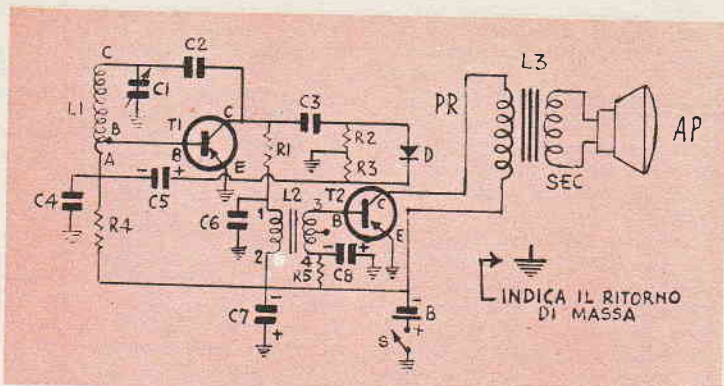 C
C2
L3
C1
PR
L1
T1
C
C3
R2
AP
B
B
R1
D
A
E
R3
SEC
- +
C5
L2
T2
C4
C6
1
3
B
C
R4
E
2
4
- +
C8
R5
C7
-
+
-
B
+
S
INDICA IL RITORNO
DI MASSA